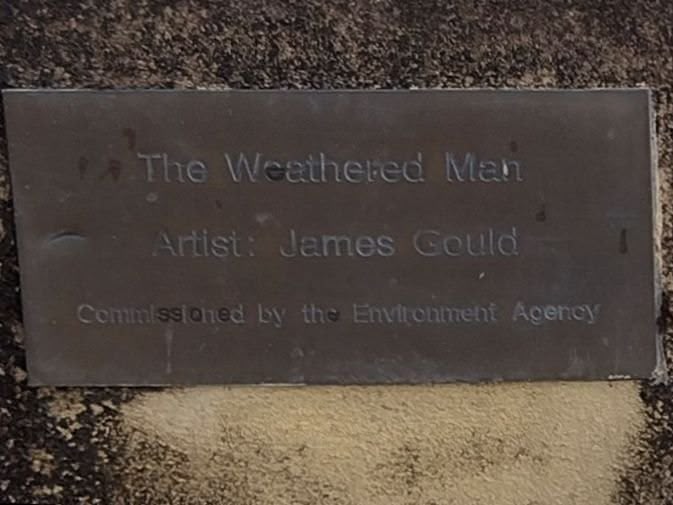 The Weathered Man
Artist: James Gould
Commissioned by the Environment Agency